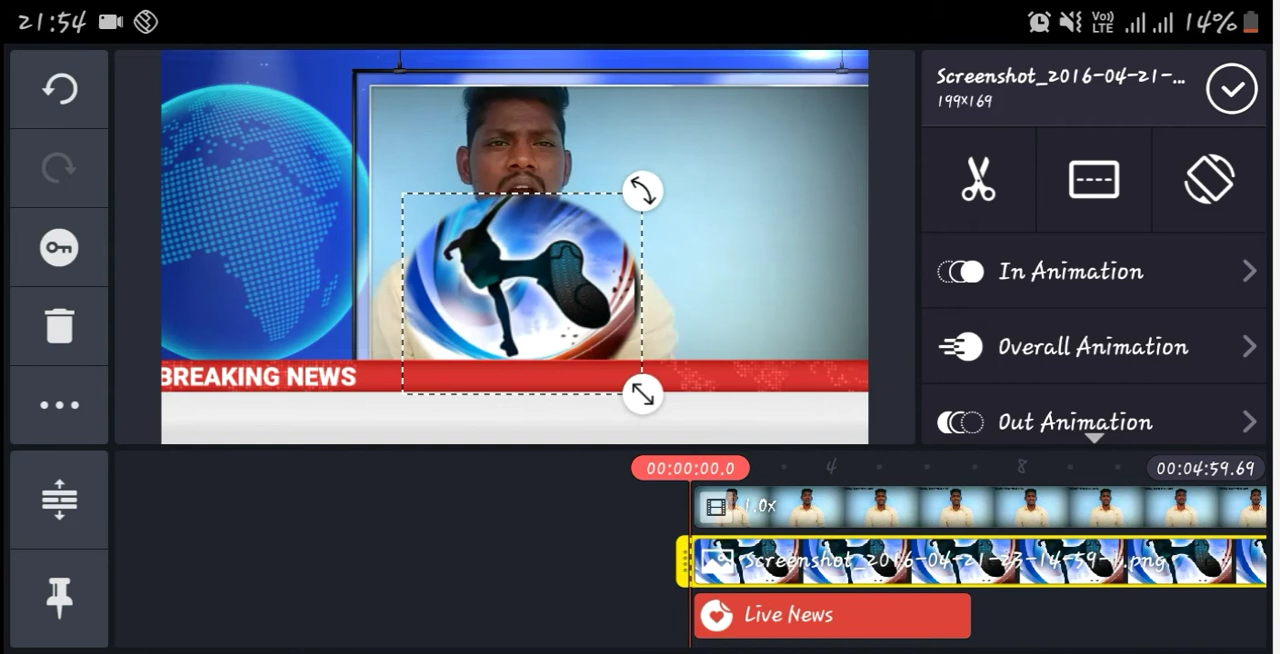 21:54
Vo)) LTE
14%
Screenshot_2016-04-21-...
199×169
In Animation
Overall Animation
Out Animation
BREAKING NEWS
00:00:00.0
4
8
00:04:59.69
1.0x
Screenshot_2016-04-21-23-14-59-1.png
Live News